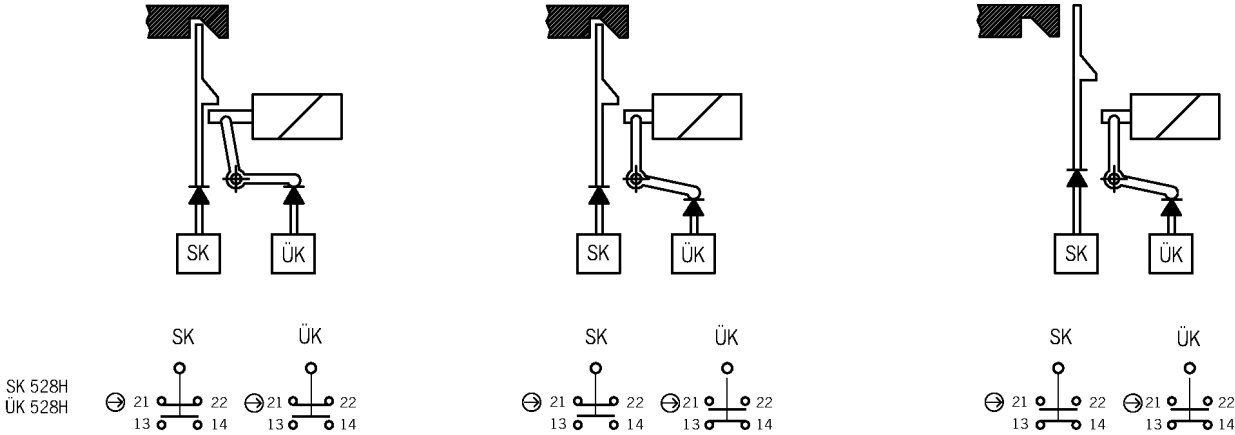 SK ÜK SK ÜK SK ÜK
SK ÜK SK ÜK SK ÜK
SK 528H
ÜK 528H
21 22 21 22 21 22 21 22 21 22 21 22
13 14 13 14 13 14 13 14 13 14 13 14